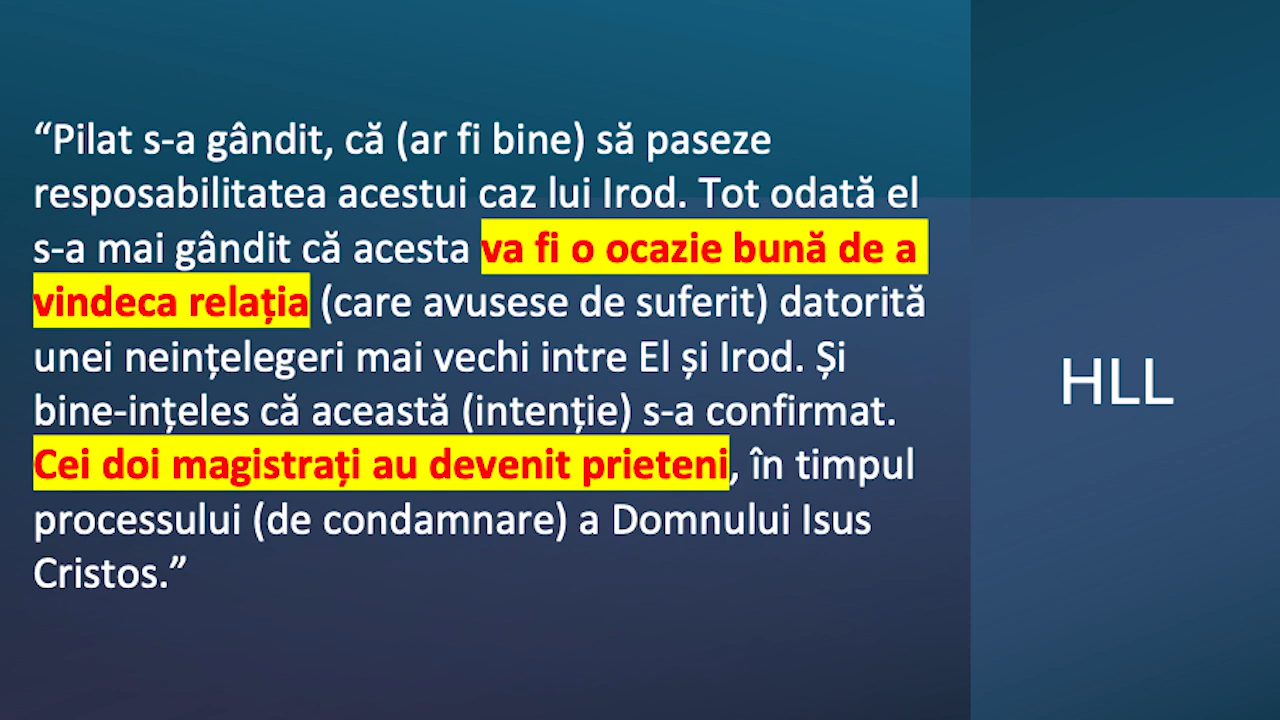 “Pilat s-a gândit, că (ar fi bine) să paseze
resposabilitatea acestui caz lui Irod. Tot odată el
s-a mai gândit că acesta va fi o ocazie bună de a
vindeca relația (care avusese de suferit) datorită
unei neințelegeri mai vechi intre El și Irod. Și
bine-ințeles că această (intenție) s-a confirmat.
Cei doi magistrați au devenit prieteni, în timpul
processului (de condamnare) a Domnului Isus
Cristos.”
HLL